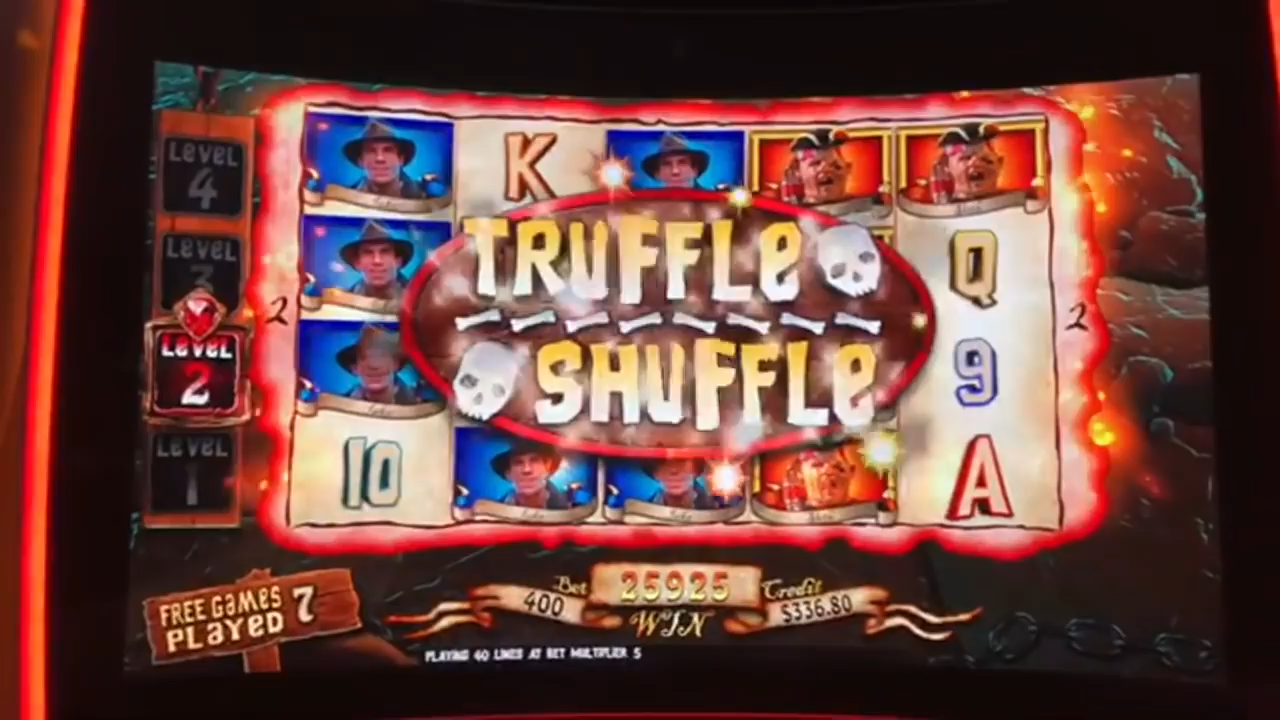 LEVEL
4
LEVEL
3
LEVEL
2
LEVEL
1
K
TRUFFLE
SHUFFLE
Q
9
A
10
2
2
FREE GAMES
PLAYED 7
Bet
400
25925
WIN
Credit
$336.80
PLAYING 40 LINES AT BET MULTIPLIER 5